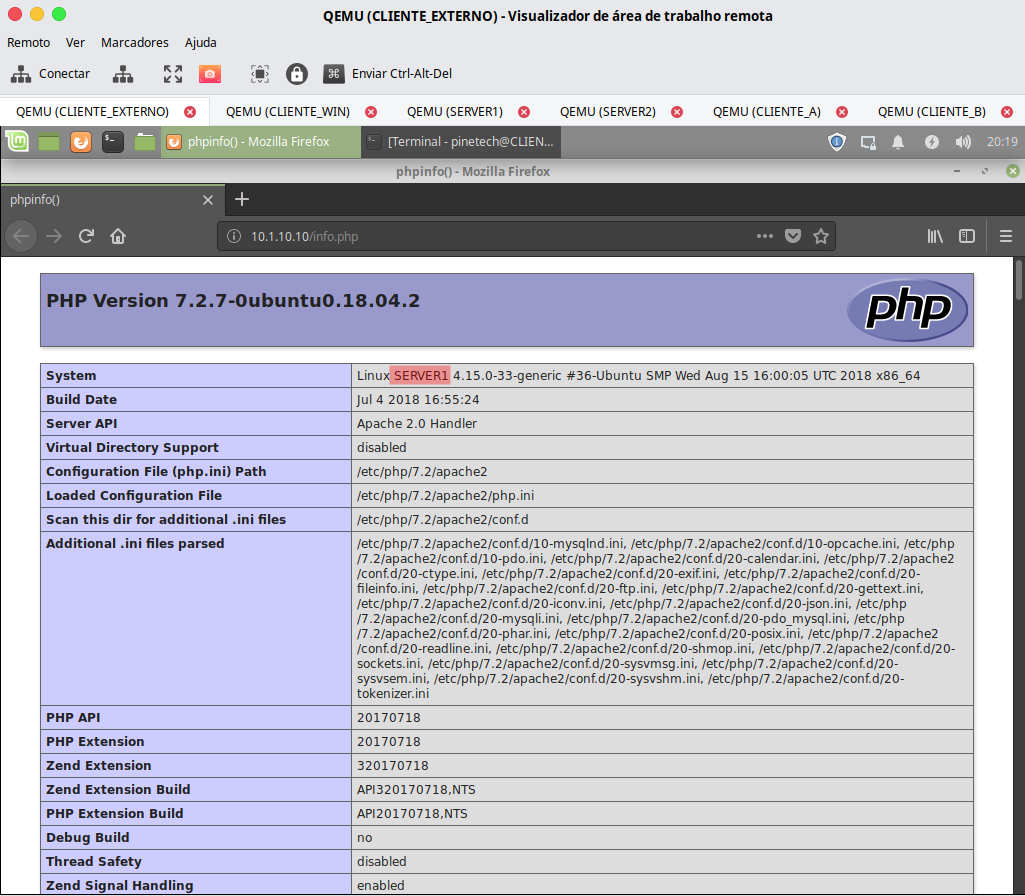 QEMU (CLIENTE_EXTERNO) - Visualizador de área de trabalho remota
Remoto Ver Marcadores Ajuda
Conectar Enviar Ctrl-Alt-Del
QEMU (CLIENTE_EXTERNO) QEMU (CLIENTE_WIN) QEMU (SERVER1) QEMU (SERVER2) QEMU (CLIENTE_A) QEMU (CLIENTE_B)
phpinfo() - Mozilla Firefox [Terminal - pinetech@CLIEN... 20:19
phpinfo() - Mozilla Firefox
phpinfo()
10.1.10.10/info.php
PHP Version 7.2.7-0ubuntu0.18.04.2
php
System Linux SERVER1 4.15.0-33-generic #36-Ubuntu SMP Wed Aug 15 16:00:05 UTC 2018 x86_64
Build Date Jul 4 2018 16:55:24
Server API Apache 2.0 Handler
Virtual Directory Support disabled
Configuration File (php.ini) Path /etc/php/7.2/apache2
Loaded Configuration File /etc/php/7.2/apache2/php.ini
Scan this dir for additional .ini files /etc/php/7.2/apache2/conf.d
Additional .ini files parsed /etc/php/7.2/apache2/conf.d/10-mysqlnd.ini, /etc/php/7.2/apache2/conf.d/10-opcache.ini, /etc/php
/7.2/apache2/conf.d/10-pdo.ini, /etc/php/7.2/apache2/conf.d/20-calendar.ini, /etc/php/7.2/apache2
/conf.d/20-ctype.ini, /etc/php/7.2/apache2/conf.d/20-exif.ini, /etc/php/7.2/apache2/conf.d/20-
fileinfo.ini, /etc/php/7.2/apache2/conf.d/20-ftp.ini, /etc/php/7.2/apache2/conf.d/20-gettext.ini,
/etc/php/7.2/apache2/conf.d/20-iconv.ini, /etc/php/7.2/apache2/conf.d/20-json.ini, /etc/php
/7.2/apache2/conf.d/20-mysqli.ini, /etc/php/7.2/apache2/conf.d/20-pdo_mysql.ini, /etc/php
/7.2/apache2/conf.d/20-phar.ini, /etc/php/7.2/apache2/conf.d/20-posix.ini, /etc/php/7.2/apache2
/conf.d/20-readline.ini, /etc/php/7.2/apache2/conf.d/20-shmop.ini, /etc/php/7.2/apache2/conf.d/20-
sockets.ini, /etc/php/7.2/apache2/conf.d/20-sysvmsg.ini, /etc/php/7.2/apache2/conf.d/20-
sysvsem.ini, /etc/php/7.2/apache2/conf.d/20-sysvshm.ini, /etc/php/7.2/apache2/conf.d/20-
tokenizer.ini
PHP API 20170718
PHP Extension 20170718
Zend Extension 320170718
Zend Extension Build API320170718,NTS
PHP Extension Build API20170718,NTS
Debug Build no
Thread Safety disabled
Zend Signal Handling enabled